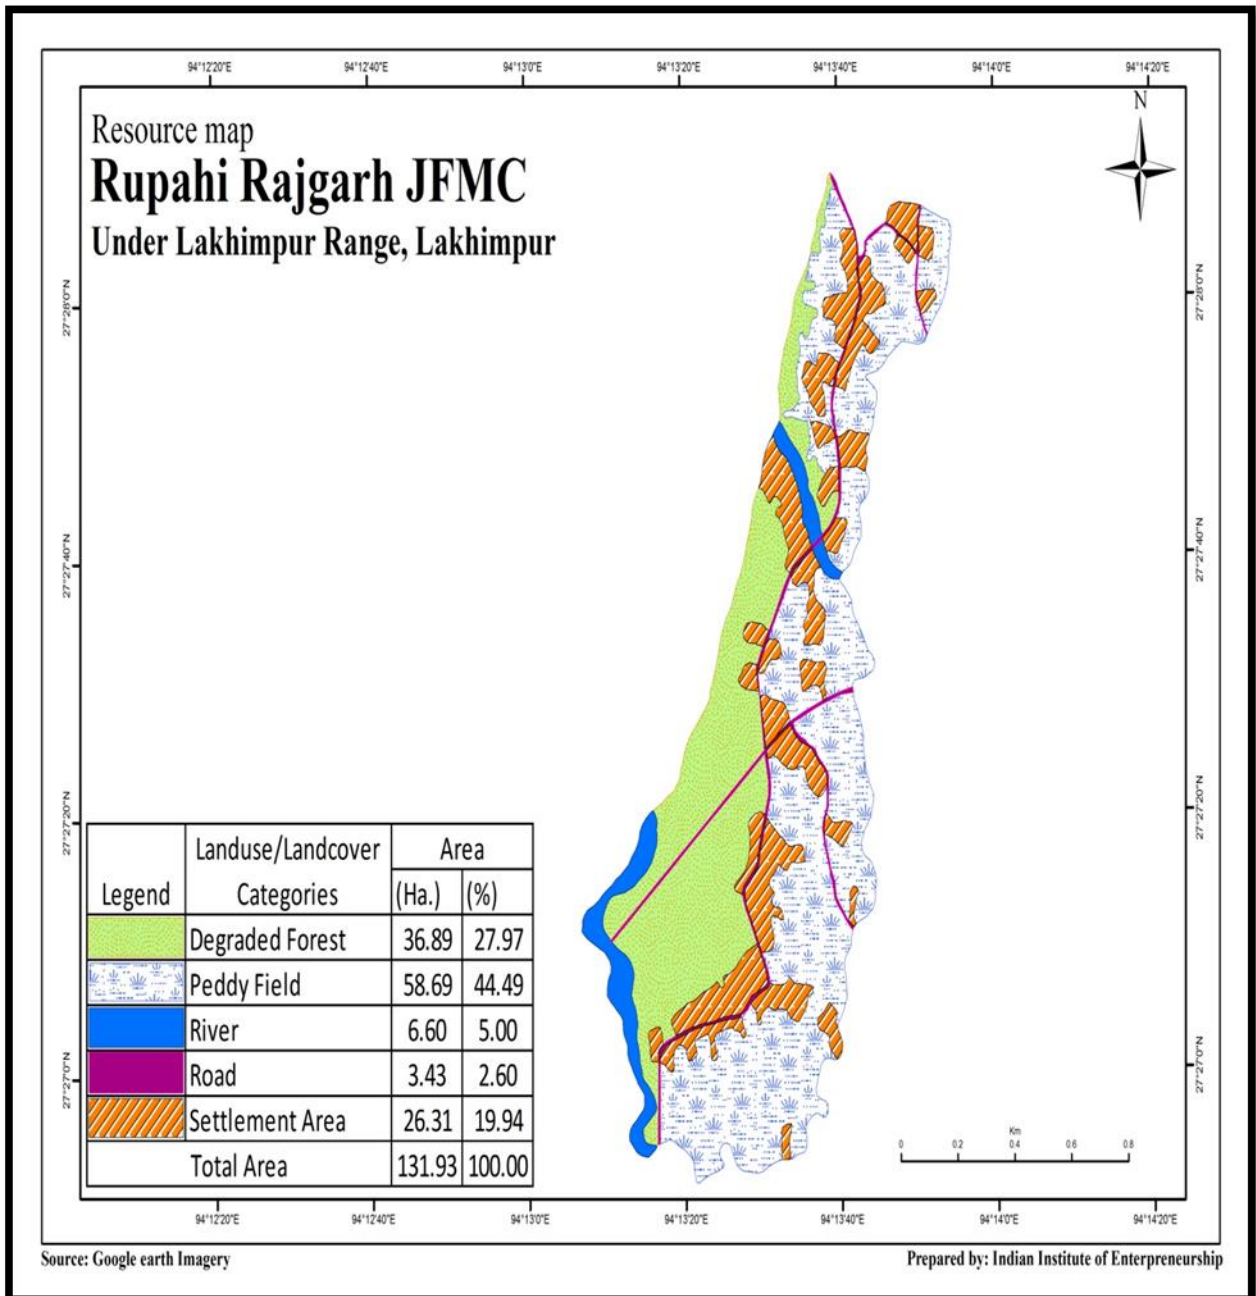 94°12'20"E 94°12'40"E 94°13'0"E 94°13'20"E 94°13'40"E 94°14'0"E 94°14'20"E
N
Resource map
Rupahi Rajgarh JFMC
Under Lakhimpur Range, Lakhimpur
27°28'0"N 27°28'0"N
27°27'40"N 27°27'40"N
27°27'20"N 27°27'20"N
27°27'0"N 27°27'0"N
Landuse/Landcover Area
Legend Categories (Ha.) (%)
Degraded Forest 36.89 27.97
Peddy Field 58.69 44.49
River 6.60 5.00
Road 3.43 2.60
Settlement Area 26.31 19.94
Total Area 131.93 100.00
Km
0 0.2 0.4 0.6 0.8
94°12'20"E 94°12'40"E 94°13'0"E 94°13'20"E 94°13'40"E 94°14'0"E 94°14'20"E
Source: Google earth Imagery Prepared by: Indian Institute of Enterpreneurship